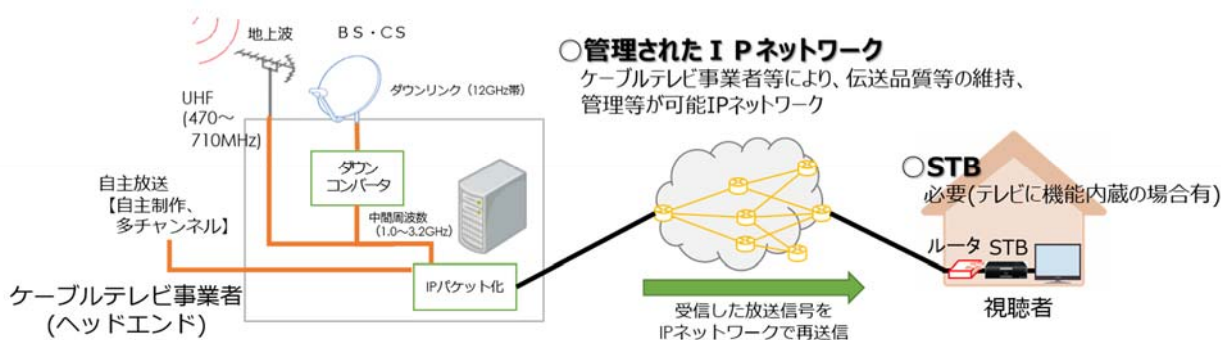 地上波
BS・CS
ダウンリンク（12GHz帯）
UHF
(470～
710MHz)
ダウン
コンバータ
中間周波数
（1.0～3.2GHz）
自主放送
【自主制作、
多チャンネル】
IPパケット化
ケーブルテレビ事業者
(ヘッドエンド)
○管理されたＩＰネットワーク
ケーブルテレビ事業者等により、伝送品質等の維持、
管理等が可能IPネットワーク
受信した放送信号を
IPネットワークで再送信
○STB
必要(テレビに機能内蔵の場合有)
ルータ
STB
視聴者